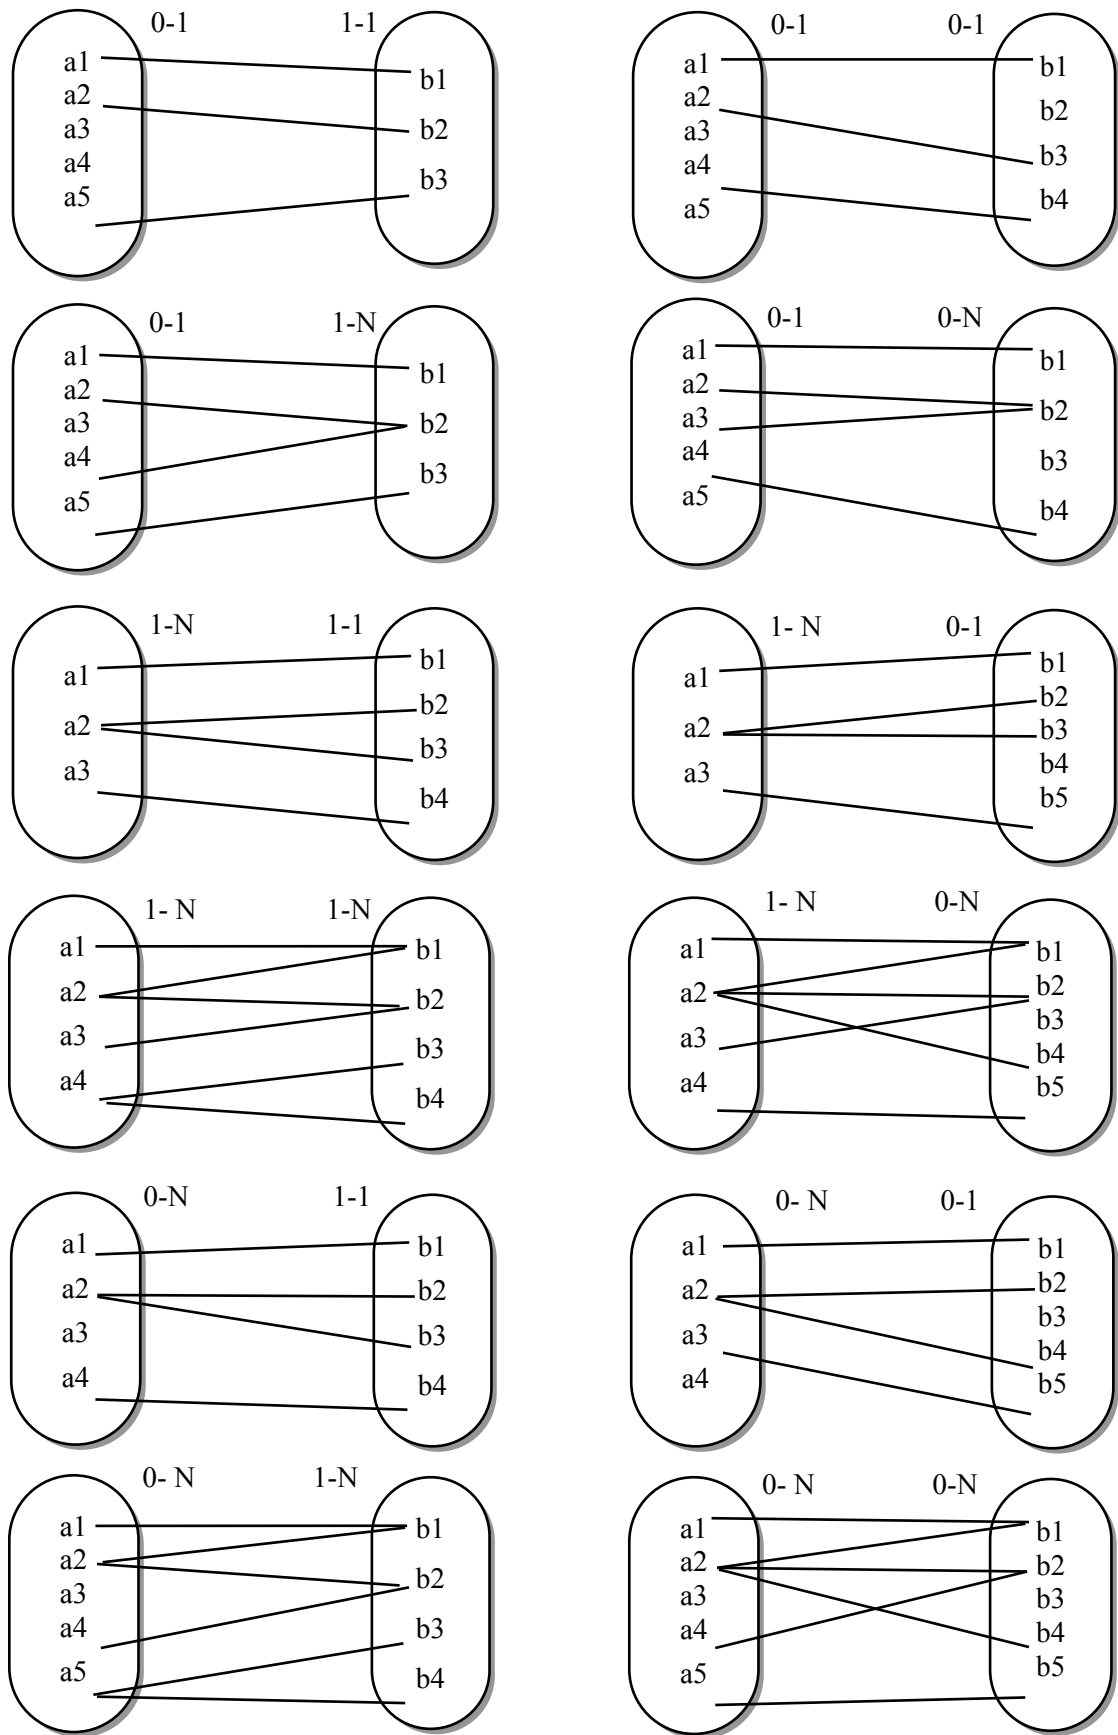 0-1 1-1
a1
a2
a3
a4
a5
b1
b2
b3
0-1 0-1
a1
a2
a3
a4
a5
b1
b2
b3
b4
0-1 1-N
a1
a2
a3
a4
a5
b1
b2
b3
0-1 0-N
a1
a2
a3
a4
a5
b1
b2
b3
b4
1-N 1-1
a1
a2
a3
b1
b2
b3
b4
1- N 0-1
a1
a2
a3
b1
b2
b3
b4
b5
1- N 1-N
a1
a2
a3
a4
b1
b2
b3
b4
1- N 0-N
a1
a2
a3
a4
b1
b2
b3
b4
b5
0-N 1-1
a1
a2
a3
a4
b1
b2
b3
b4
0- N 0-1
a1
a2
a3
a4
b1
b2
b3
b4
b5
0- N 1-N
a1
a2
a3
a4
a5
b1
b2
b3
b4
0- N 0-N
a1
a2
a3
a4
a5
b1
b2
b3
b4
b5